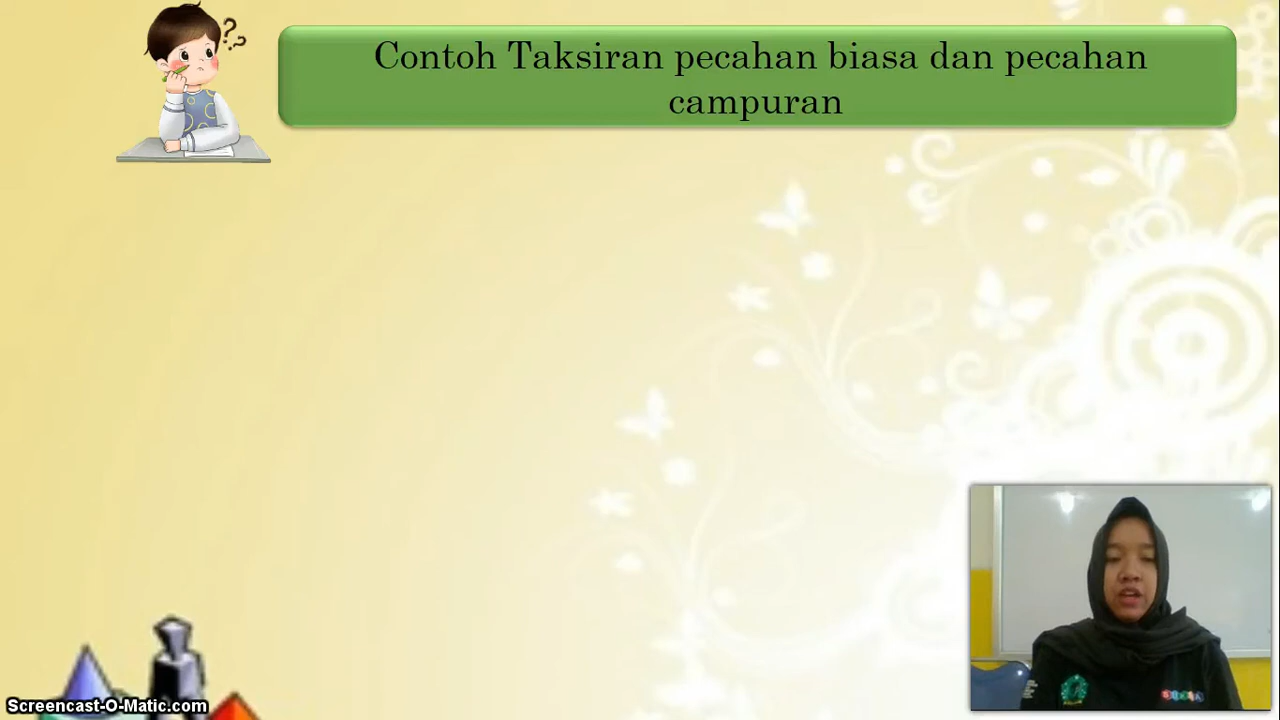 Contoh Taksiran pecahan biasa dan pecahan
campuran
Screencast-O-Matic.com